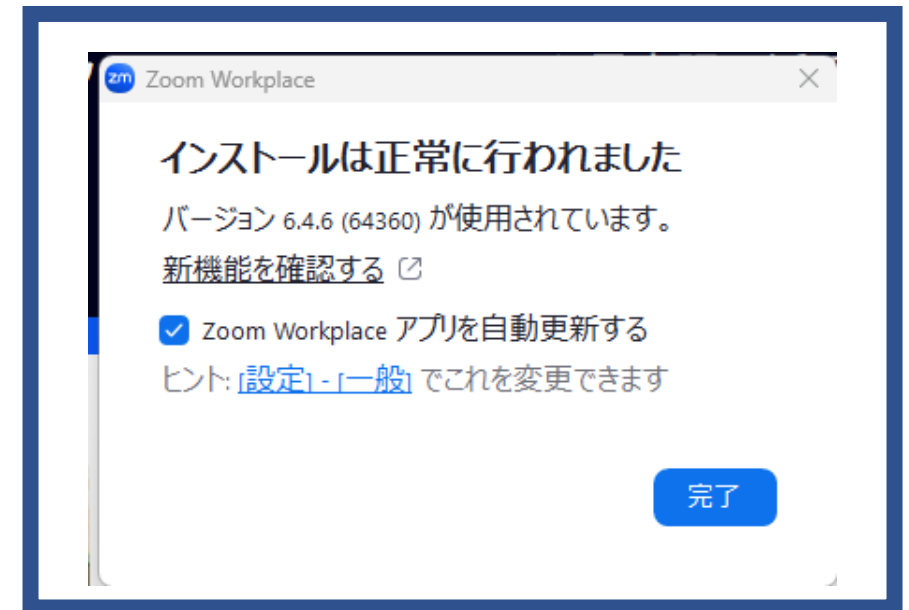 zm Zoom Workplace
インストールは正常に行われました
バージョン 6.4.6 (64360) が使用されています。
新機能を確認する
Zoom Workplace アプリを自動更新する
ヒント: [設定] - [一般] でこれを変更できます
完了